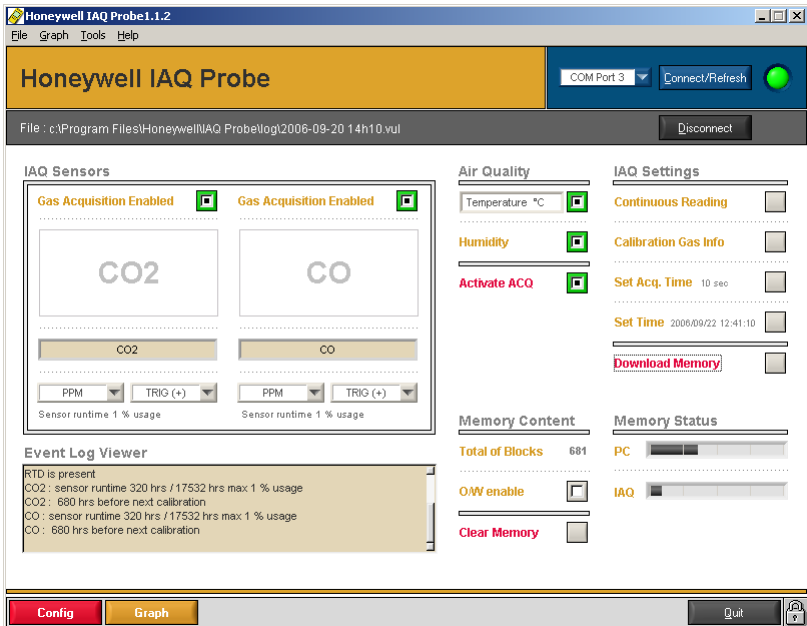 Honeywell IAQ Probe1.1.2
File Graph Tools Help
Honeywell IAQ Probe
COM Port 3
Connect/Refresh
File : c:\Program Files\Honeywell\IAQ Probe\log\2006-09-20 14h10.vul
Disconnect
IAQ Sensors
Gas Acquisition Enabled
Gas Acquisition Enabled
CO2
CO
CO2
CO
PPM
TRIG (+)
PPM
TRIG (+)
Sensor runtime 1 % usage
Sensor runtime 1 % usage
Air Quality
Temperature °C
Humidity
Activate ACQ
IAQ Settings
Continuous Reading
Calibration Gas Info
Set Acq. Time 10 sec
Set Time 2006/09/22 12:41:10
Download Memory
Event Log Viewer
RTD is present
CO2 : sensor runtime 320 hrs / 17532 hrs max 1 % usage
CO2 : 680 hrs before next calibration
CO : sensor runtime 320 hrs / 17532 hrs max 1 % usage
CO : 680 hrs before next calibration
Memory Content
Total of Blocks 681
O/W enable
Clear Memory
Memory Status
PC
IAQ
Config
Graph
Quit